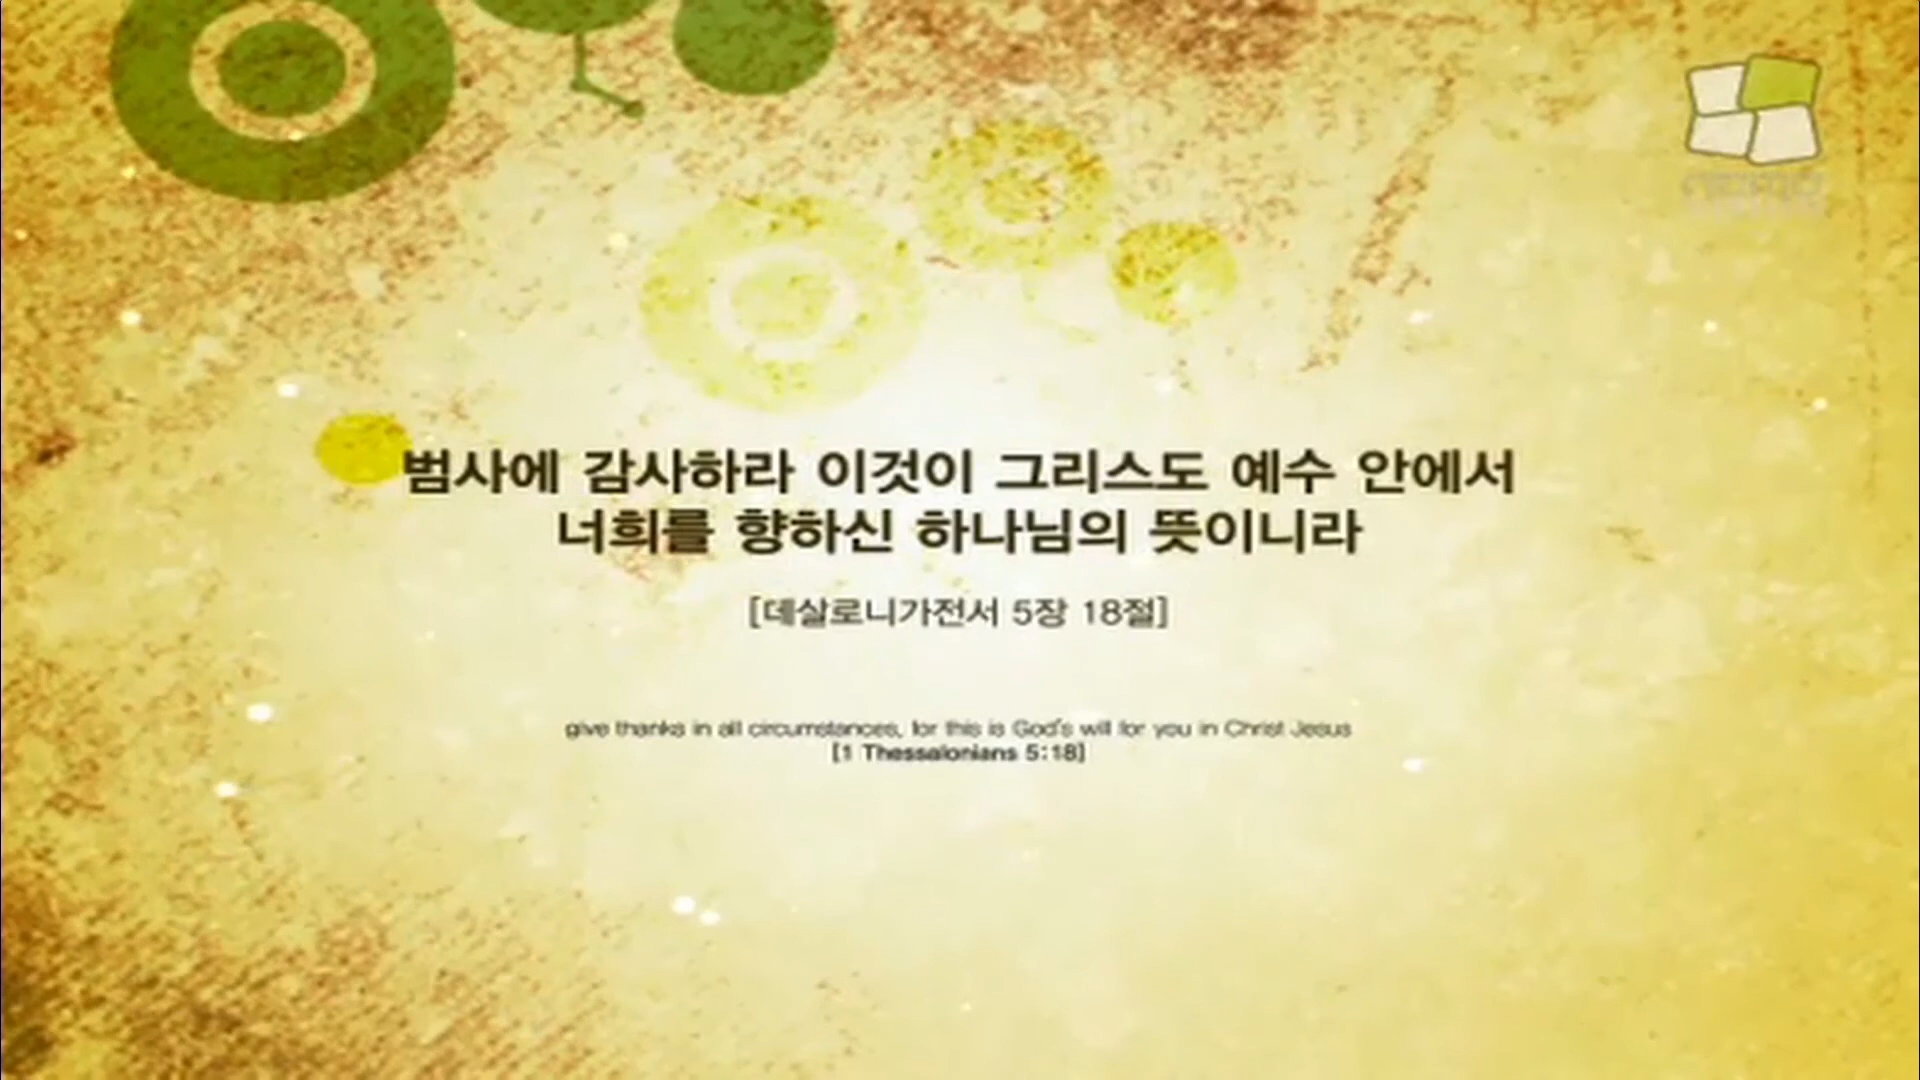 범사에 감사하라 이것이 그리스도 예수 안에서
너희를 향하신 하나님의 뜻이니라
[데살로니가전서 5장 18절]
give thanks in all circumstances, for this is God's will for you in Christ Jesus
[1 Thessalonians 5:18]